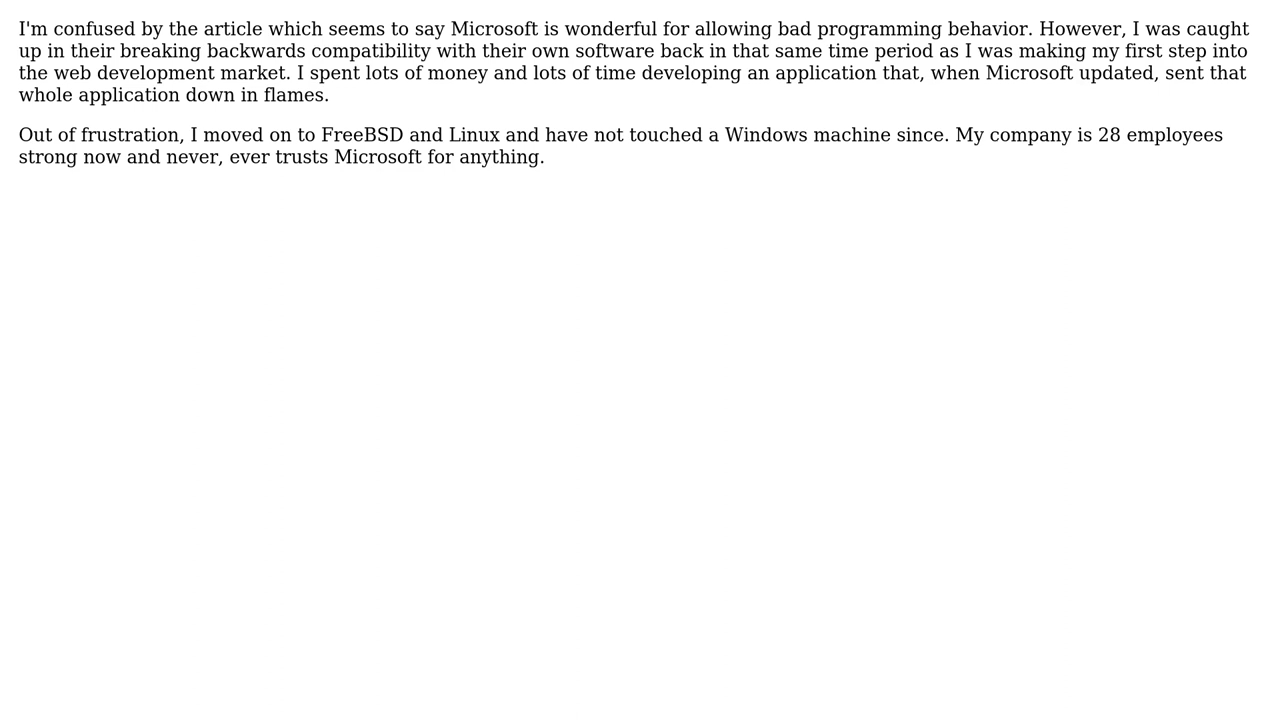 I'm confused by the article which seems to say Microsoft is wonderful for allowing bad programming behavior. However, I was caught
up in their breaking backwards compatibility with their own software back in that same time period as I was making my first step into
the web development market. I spent lots of money and lots of time developing an application that, when Microsoft updated, sent that
whole application down in flames.
Out of frustration, I moved on to FreeBSD and Linux and have not touched a Windows machine since. My company is 28 employees
strong now and never, ever trusts Microsoft for anything.